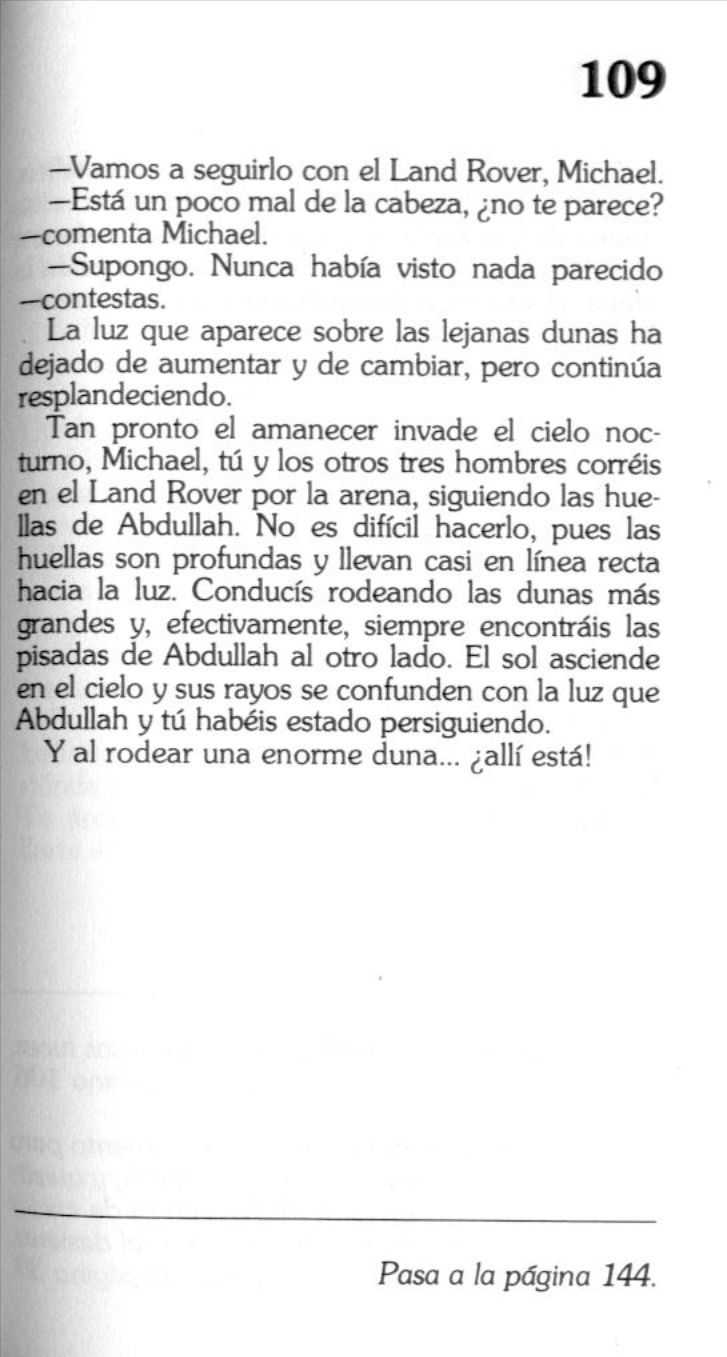 109
—Vamos a seguirlo con el Land Rover, Michael.
—Está un poco mal de la cabeza, ¿no te parece?
—comenta Michael.
—Supongo. Nunca había visto nada parecido
—contestas.
La luz que aparece sobre las lejanas dunas ha
dejado de aumentar y de cambiar, pero continúa
resplandeciendo.
Tan pronto el amanecer invade el cielo noc-
turno, Michael, tú y los otros tres hombres corréis
en el Land Rover por la arena, siguiendo las hue-
llas de Abdullah. No es difícil hacerlo, pues las
huellas son profundas y llevan casi en línea recta
hacia la luz. Conducís rodeando las dunas más
grandes y, efectivamente, siempre encontráis las
pisadas de Abdullah al otro lado. El sol asciende
en el cielo y sus rayos se confunden con la luz que
Abdullah y tú habéis estado persiguiendo.
Y al rodear una enorme duna... ¿allí está!
Pasa a la página 144.